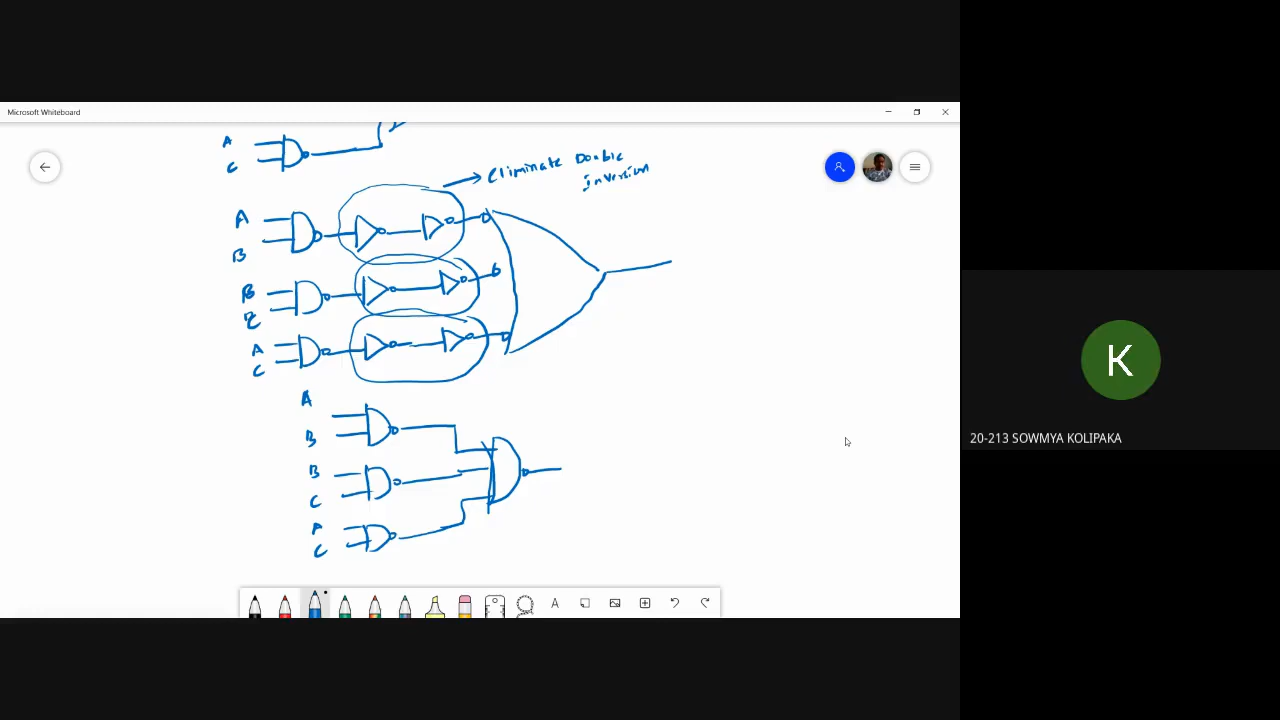 Microsoft Whiteboard
A
C
Eliminate Double
inversion
A
B
B
C
A
C
A
B
B
C
A
C
K
20-213 SOWMYA KOLIPAKA